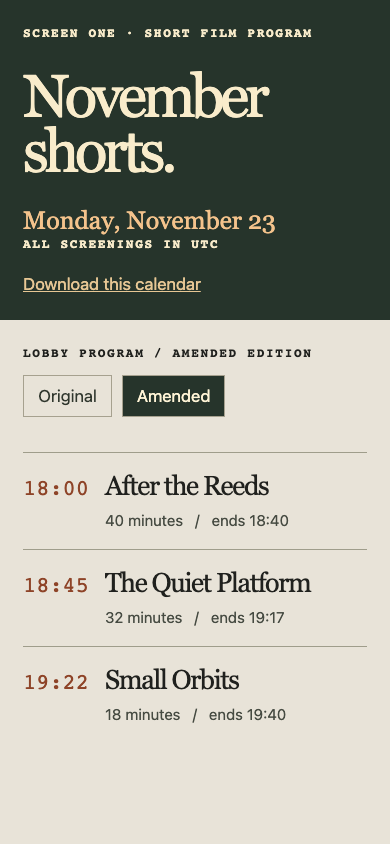 SCREEN ONE · SHORT FILM PROGRAM
November
shorts.
Monday, November 23
ALL SCREENINGS IN UTC
Download this calendar
LOBBY PROGRAM / AMENDED EDITION
Original Amended
18:00 After the Reeds
40 minutes / ends 18:40
18:45 The Quiet Platform
32 minutes / ends 19:17
19:22 Small Orbits
18 minutes / ends 19:40